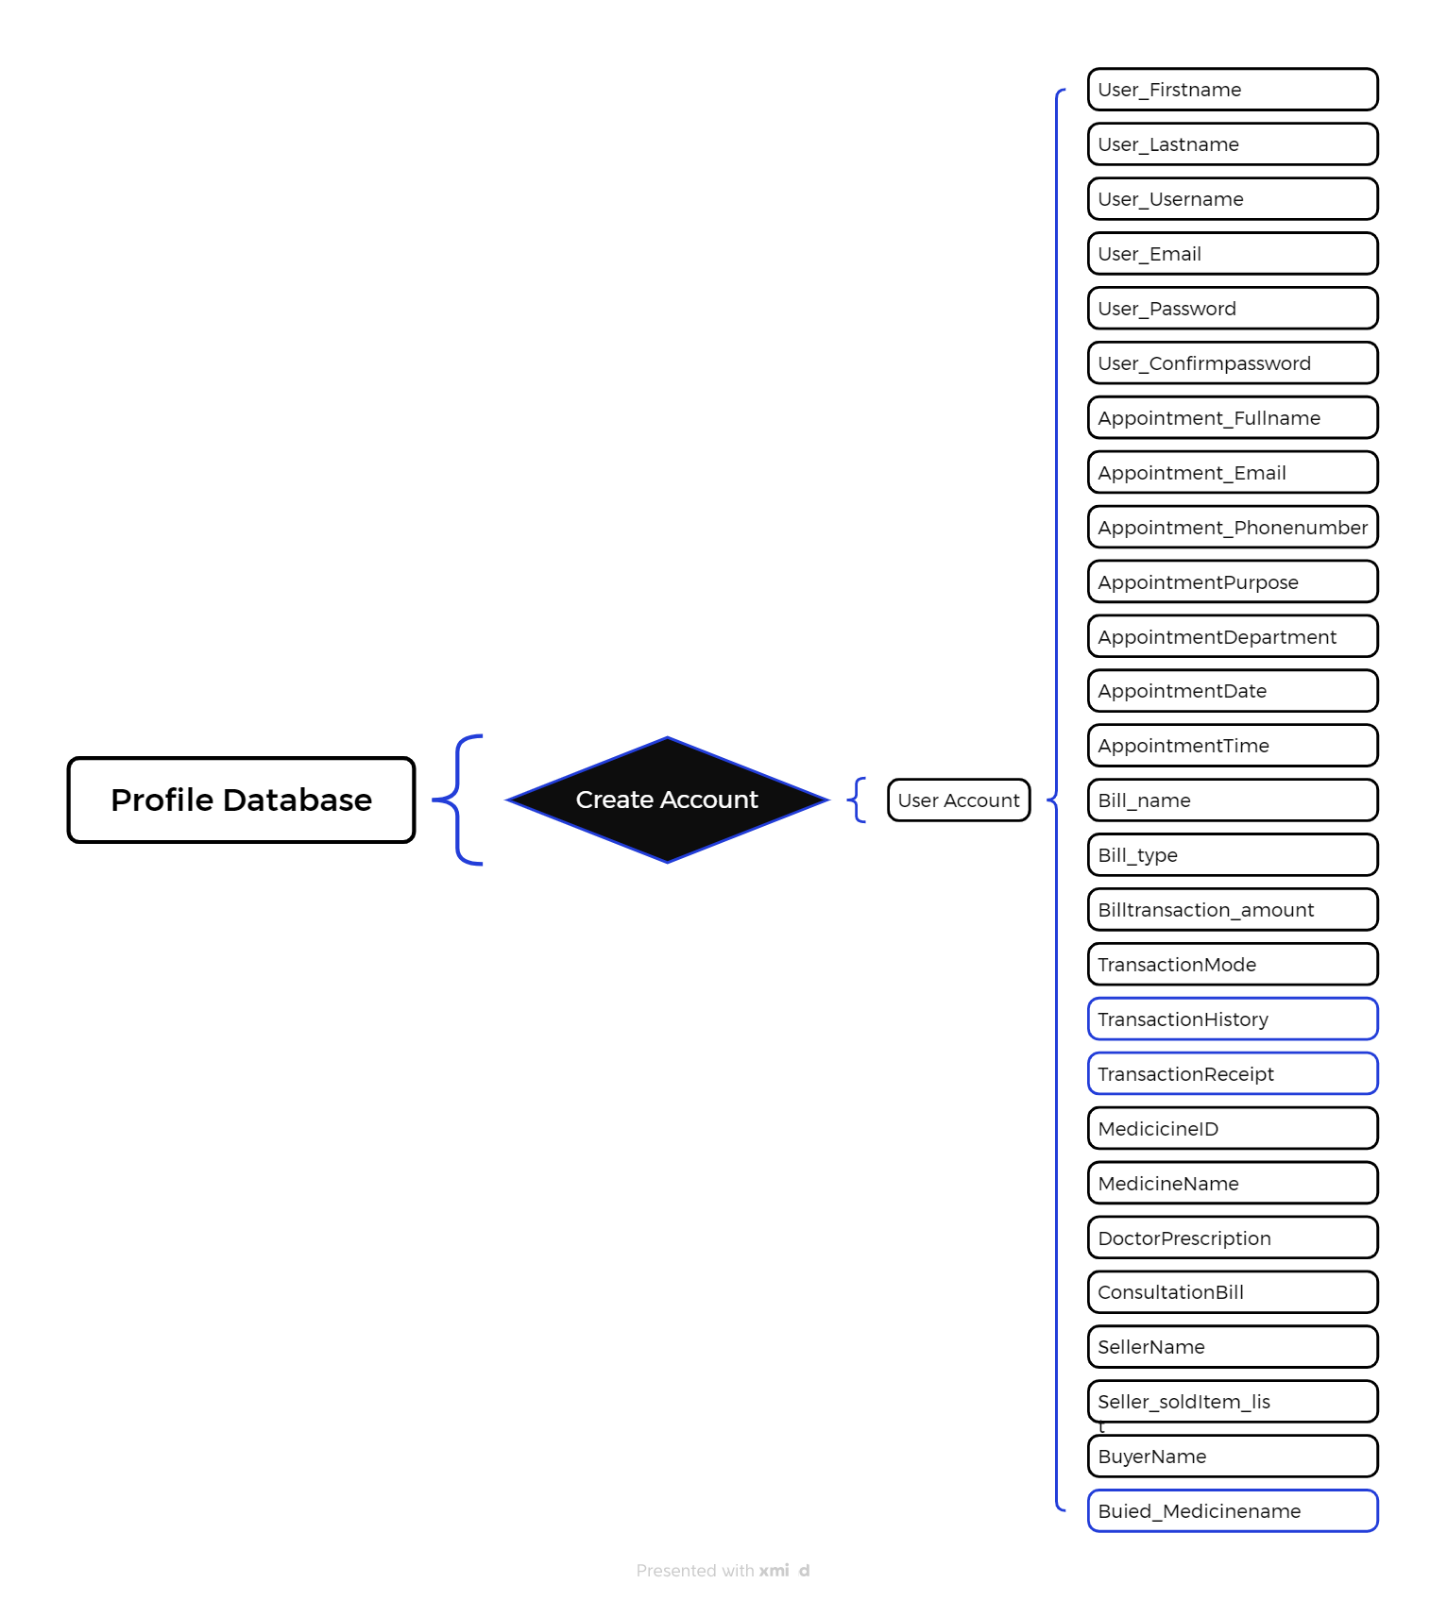 User_Firstname
User_Lastname
User_Username
User_Email
User_Password
User_Confirmpassword
Appointment_Fullname
Appointment_Email
Appointment_Phonenumber
AppointmentPurpose
AppointmentDepartment
AppointmentDate
AppointmentTime
Profile Database
Create Account
User Account
Bill_name
Bill_type
Billtransaction_amount
TransactionMode
TransactionHistory
TransactionReceipt
MedicicineID
MedicineName
DoctorPrescription
ConsultationBill
SellerName
Seller_soldItem_lis
t
BuyerName
Buied_Medicinename
Presented with xmi d